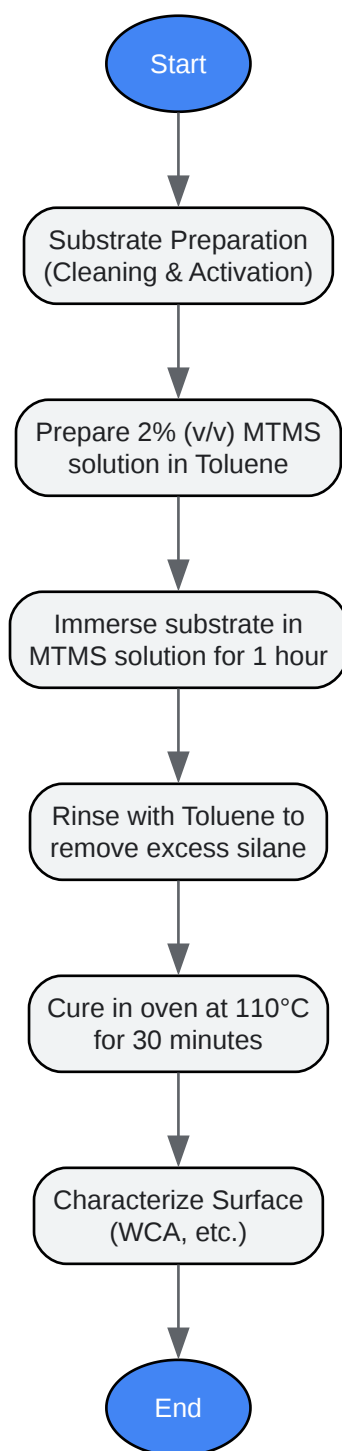 Start
Substrate Preparation
(Cleaning & Activation)
Prepare 2% (v/v) MTMS
solution in Toluene
Immerse substrate in
MTMS solution for 1 hour
Rinse with Toluene to
remove excess silane
Cure in oven at 110°C
for 30 minutes
Characterize Surface
(WCA, etc.)
End